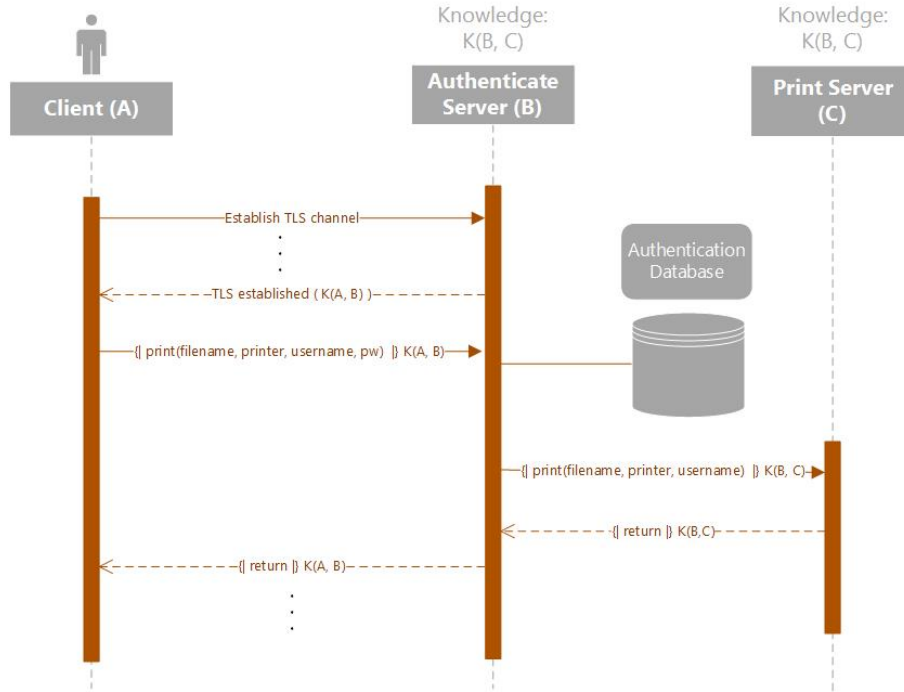 Knowledge:
K(B, C)
Knowledge:
K(B, C)
Client (A)
Authenticate
Server (B)
Print Server
(C)
Establish TLS channel
TLS established ( K(A, B) )
Authentication
Database
{| print(filename, printer, username, pw) |} K(A, B)
{| print(filename, printer, username) |} K(B, C)
{| return |} K(B,C)
{| return |} K(A, B)